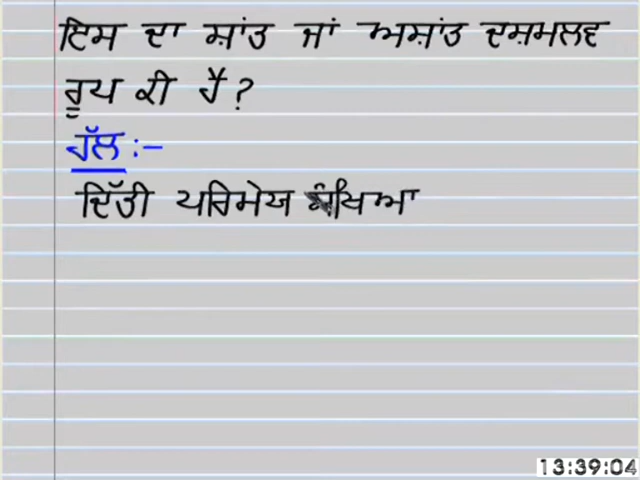 ਇਸ ਦਾ ਸ਼ਾਂਤ ਜਾਂ ਅਸ਼ਾਂਤ ਦਸ਼ਮਲਵ
ਰੂਪ ਕੀ ਹੈ?
ਹੱਲ :-
ਦਿੱਤੀ ਪਰਿਮੇਯ ਸੰਖਿਆ
13:39:04